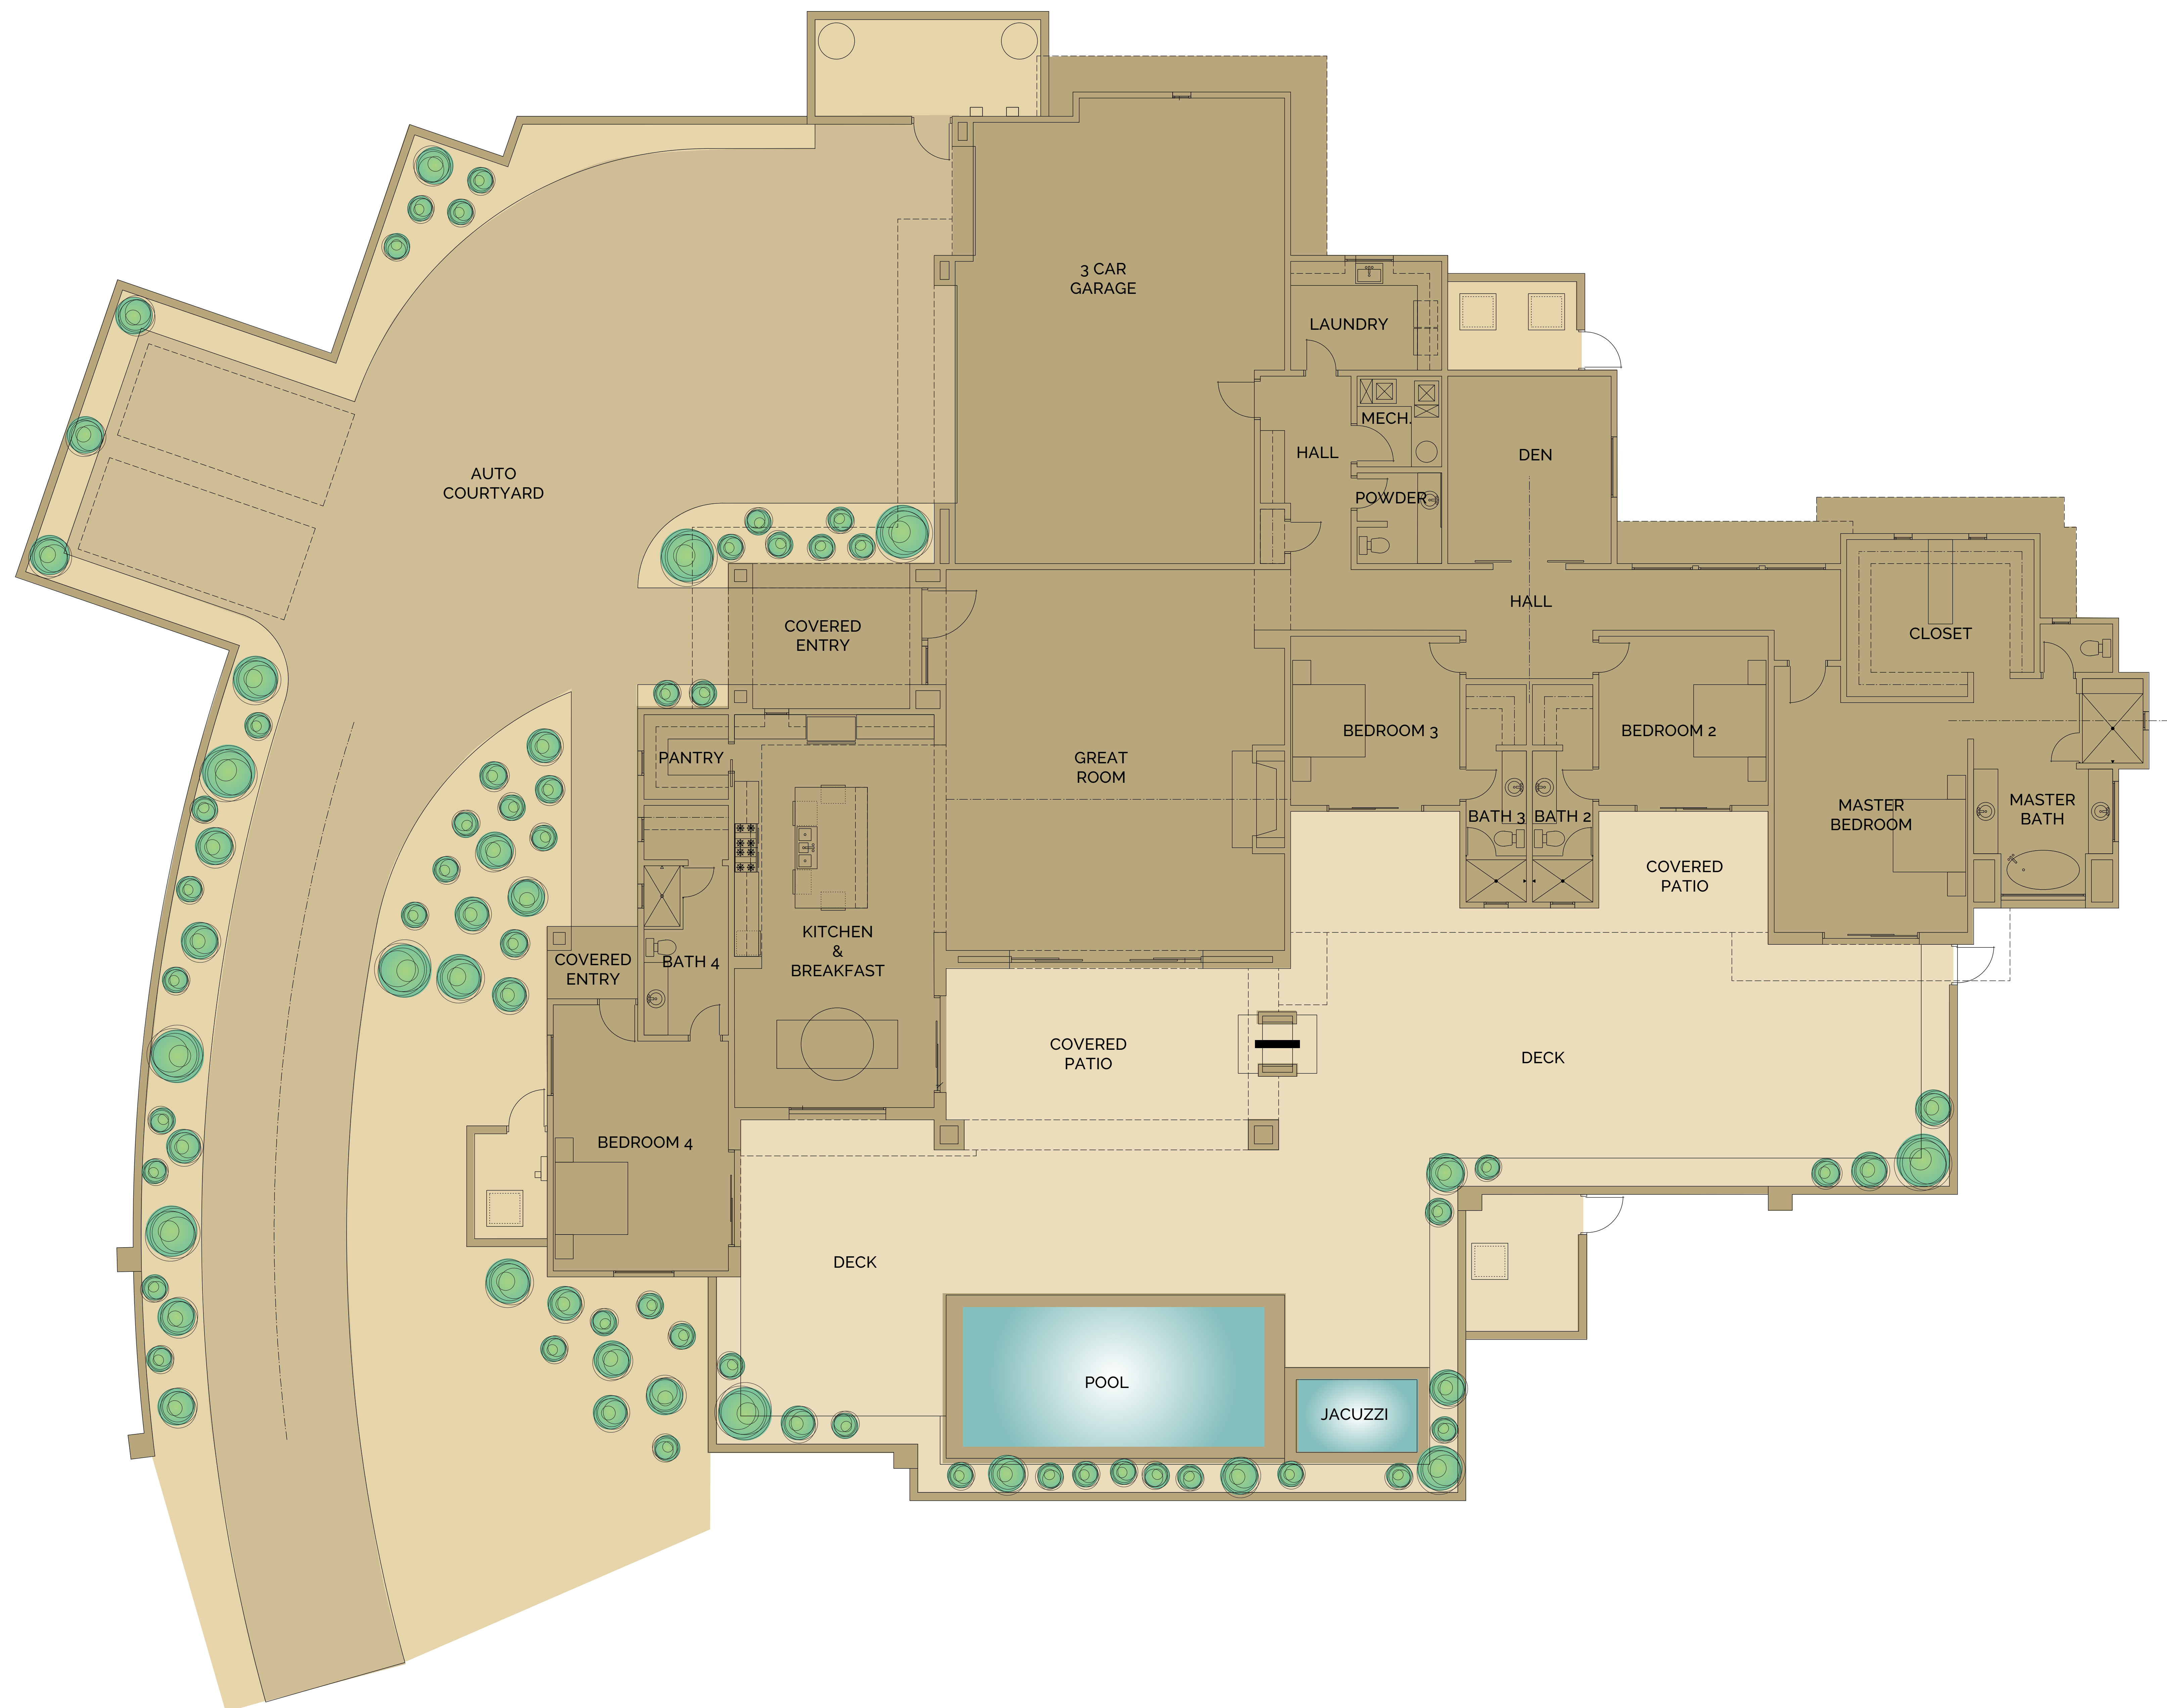 3 CAR
GARAGE
LAUNDRY
MECH.
HALL
DEN
AUTO
COURTYARD
POWDER
HALL
COVERED
ENTRY
CLOSET
BEDROOM 3
BEDROOM 2
PANTRY
GREAT
ROOM
MASTER
BEDROOM
MASTER
BATH
BATH 3
BATH 2
COVERED
PATIO
KITCHEN
&
BREAKFAST
COVERED
ENTRY
BATH 4
COVERED
PATIO
DECK
BEDROOM 4
DECK
POOL
JACUZZI